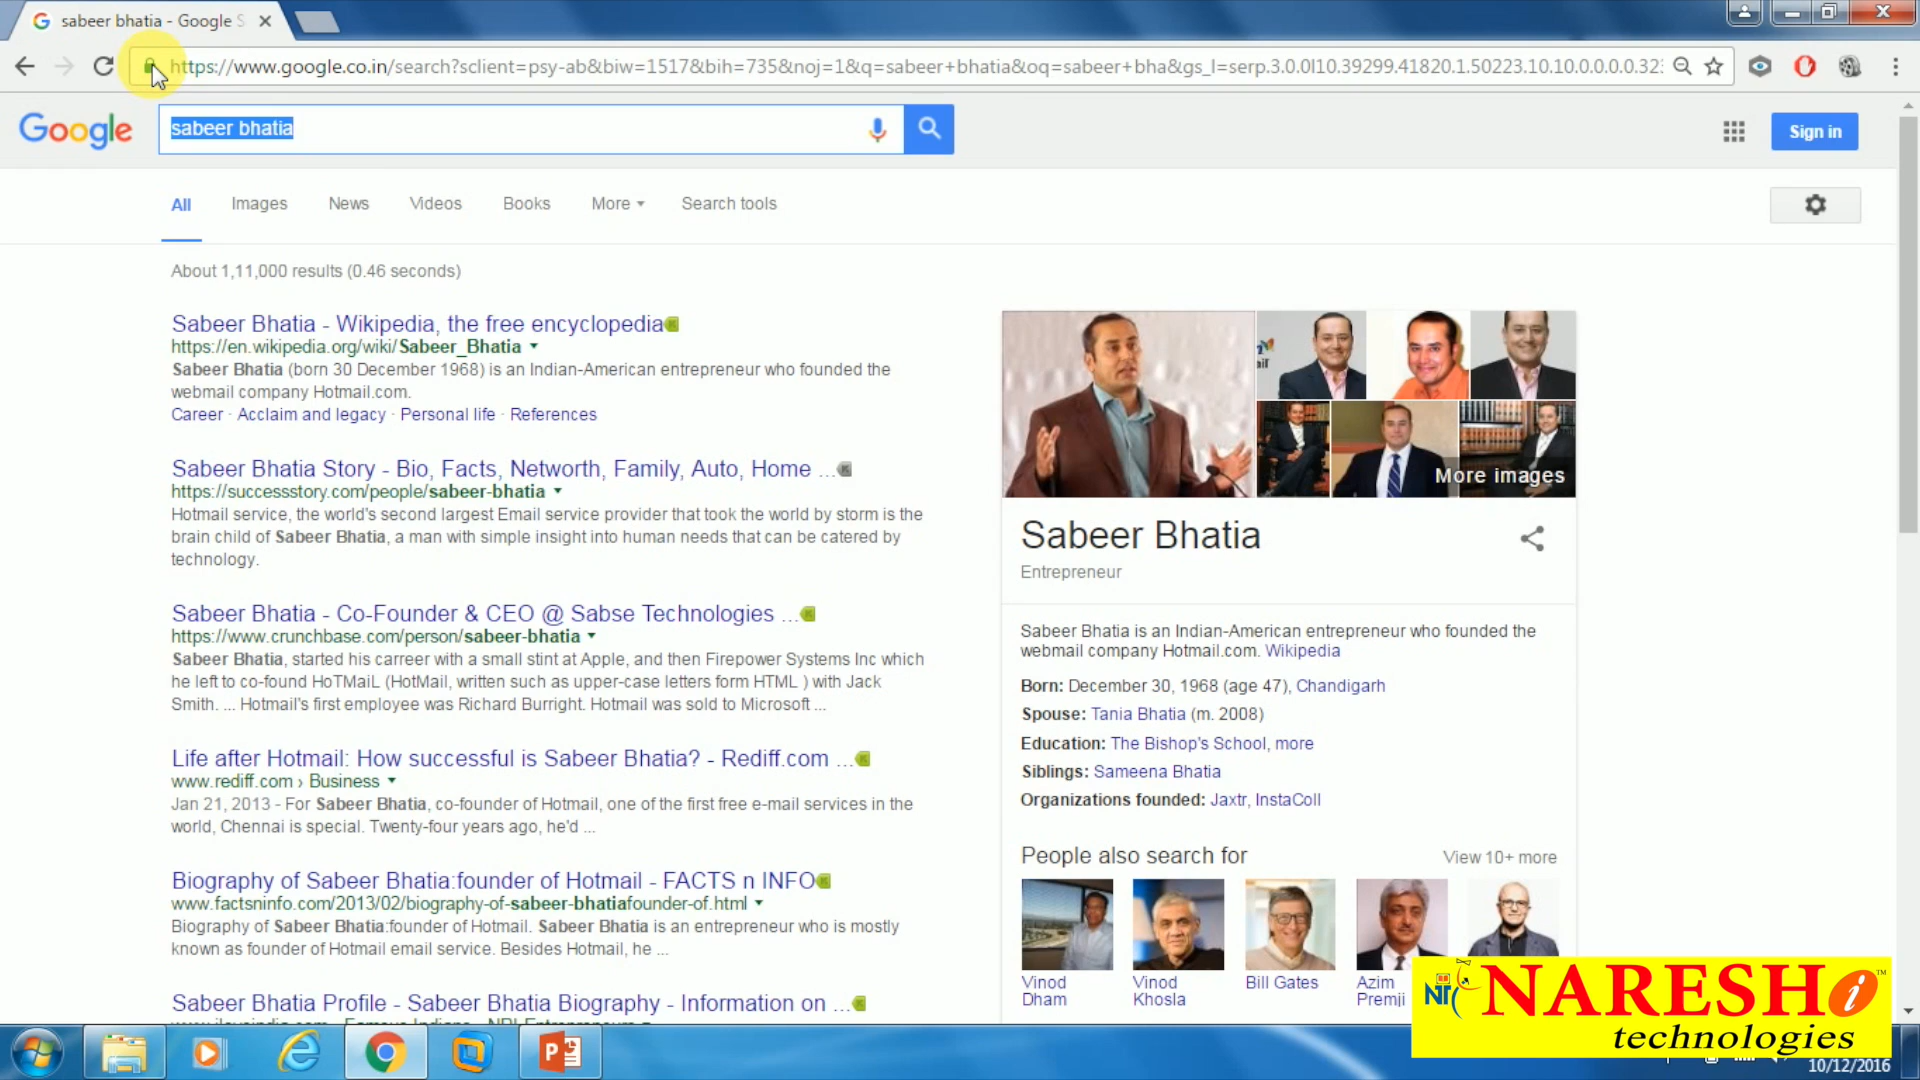 sabeer bhatia - Google S
https://www.google.co.in/search?sclient=psy-ab&biw=1517&bih=735&noj=1&q=sabeer+bhatia&oq=sabeer+bha&gs_l=serp.3.0.0l10.39299.41820.1.50223.10.10.0.0.0.0.323
Google
sabeer bhatia
Sign in
All Images News Videos Books More Search tools
About 1,11,000 results (0.46 seconds)
Sabeer Bhatia - Wikipedia, the free encyclopedia
https://en.wikipedia.org/wiki/Sabeer_Bhatia
Sabeer Bhatia (born 30 December 1968) is an Indian-American entrepreneur who founded the
webmail company Hotmail.com.
Career · Acclaim and legacy · Personal life · References
Sabeer Bhatia Story - Bio, Facts, Networth, Family, Auto, Home ...
https://successstory.com/people/sabeer-bhatia
Hotmail service, the world's second largest Email service provider that took the world by storm is the
brain child of Sabeer Bhatia, a man with simple insight into human needs that can be catered by
technology.
Sabeer Bhatia - Co-Founder & CEO @ Sabse Technologies ...
https://www.crunchbase.com/person/sabeer-bhatia
Sabeer Bhatia, started his carreer with a small stint at Apple, and then Firepower Systems Inc which
he left to co-found HoTMaiL (HotMail, written such as upper-case letters form HTML ) with Jack
Smith. ... Hotmail's first employee was Richard Burright. Hotmail was sold to Microsoft ...
Life after Hotmail: How successful is Sabeer Bhatia? - Rediff.com ...
www.rediff.com › Business
Jan 21, 2013 - For Sabeer Bhatia, co-founder of Hotmail, one of the first free e-mail services in the
world, Chennai is special. Twenty-four years ago, he'd ...
Biography of Sabeer Bhatia:founder of Hotmail - FACTS n INFO
www.factsninfo.com/2013/02/biography-of-sabeer-bhatiafounder-of.html
Biography of Sabeer Bhatia:founder of Hotmail. Sabeer Bhatia is an entrepreneur who is mostly
known as founder of Hotmail email service. Besides Hotmail, he ...
Sabeer Bhatia Profile - Sabeer Bhatia Biography - Information on ...
More images
Sabeer Bhatia
Entrepreneur
Sabeer Bhatia is an Indian-American entrepreneur who founded the
webmail company Hotmail.com. Wikipedia
Born: December 30, 1968 (age 47), Chandigarh
Spouse: Tania Bhatia (m. 2008)
Education: The Bishop's School, more
Siblings: Sameena Bhatia
Organizations founded: Jaxtr, InstaColl
People also search for View 10+ more
Vinod
Dham
Vinod
Khosla
Bill Gates
Azim
Premji
NARESH i
technologies
10/12/2016